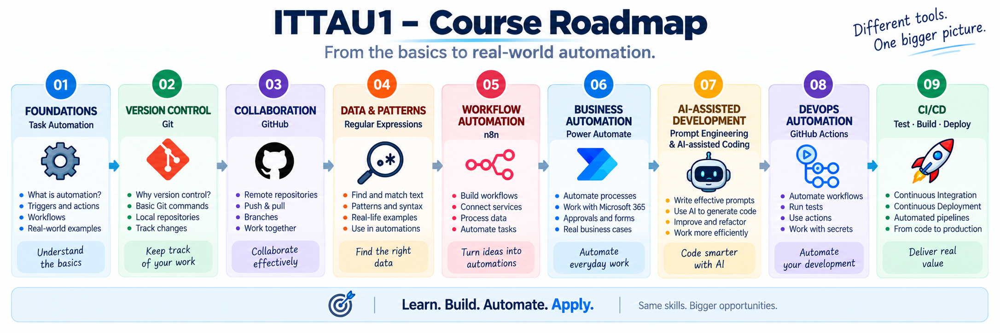 ITTAU1 – Course Roadmap
From the basics to real-world automation.
Different tools.
One bigger picture.
01
FOUNDATIONS
Task Automation
What is automation?
Triggers and actions
Workflows
Real-world examples
Understand
the basics
02
VERSION CONTROL
Git
Why version control?
Basic Git commands
Local repositories
Track changes
Keep track
of your work
03
COLLABORATION
GitHub
Remote repositories
Push & pull
Branches
Work together
Collaborate
effectively
04
DATA & PATTERNS
Regular Expressions
.*
Find and match text
Patterns and syntax
Real-life examples
Use in automations
Find the right
data
05
WORKFLOW
AUTOMATION
n8n
Build workflows
Connect services
Process data
Automate tasks
Turn ideas into
automations
06
BUSINESS
AUTOMATION
Power Automate
Automate processes
Work with Microsoft 365
Approvals and forms
Real business cases
Automate
everyday work
07
AI-ASSISTED
DEVELOPMENT
Prompt Engineering
& AI-assisted Coding
Write effective prompts
Use AI to generate code
Improve and refactor
Work more efficiently
Code smarter
with AI
08
DEVOPS
AUTOMATION
GitHub Actions
Automate workflows
Run tests
Use actions
Work with secrets
Automate
your development
09
CI/CD
Test · Build · Deploy
Continuous Integration
Continuous Deployment
Automated pipelines
From code to production
Deliver real
value
Learn. Build. Automate. Apply.
Same skills. Bigger opportunities.